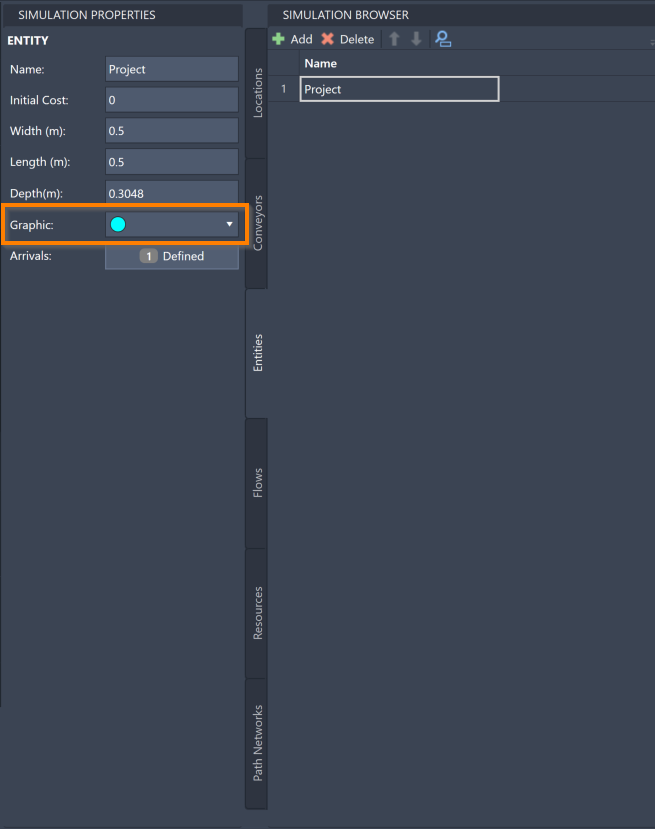 SIMULATION PROPERTIES
ENTITY
Name: Project
Initial Cost: 0
Width (m): 0.5
Length (m): 0.5
Depth(m): 0.3048
Graphic:
Arrivals: 1 Defined
Locations
Conveyors
Entities
Flows
Resources
Path Networks
SIMULATION BROWSER
Add Delete
Name
1 Project